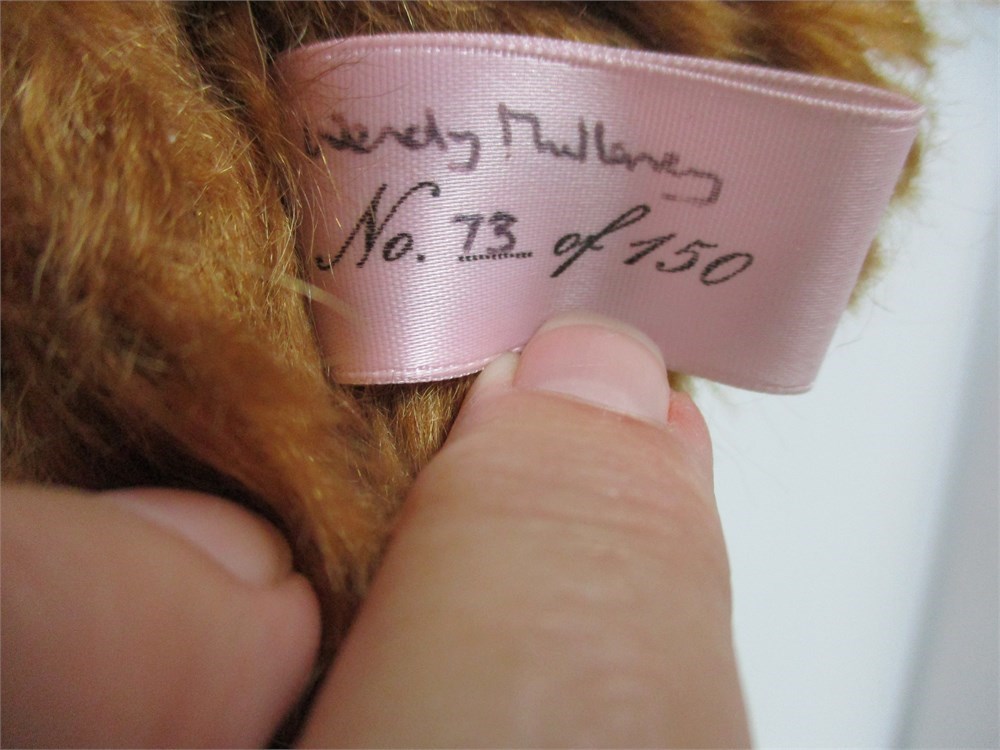 Wendy Mullaney
No. 73 of 150